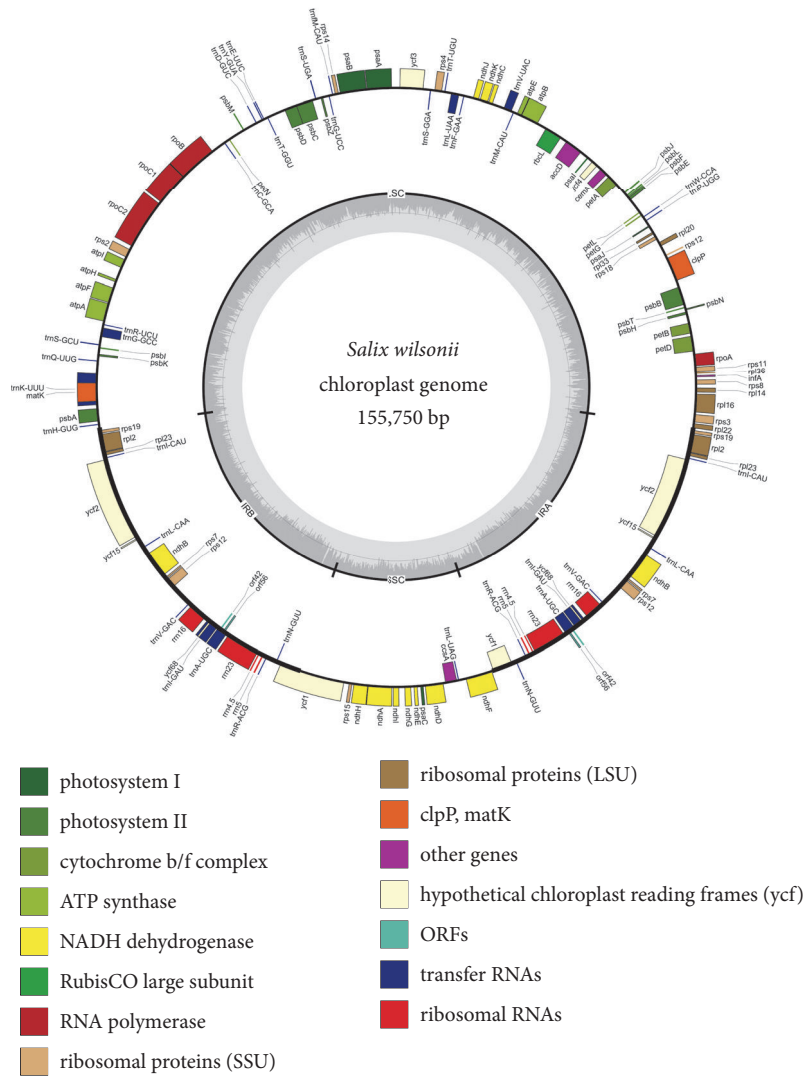 trnfM-CAU
rps14
psaB
psaA
ycf3
rps4
trnT-UGU
ndhJ
ndhK
ndhC
trnV-UAC
atpE
atpB
trnS-UGA
trnE-UUC
trnY-GUA
trnD-GUC
psbM
rpoB
rpoC1
rpoC2
rps2
atpI
atpH
atpF
atpA
trnR-UCU
trnG-GCC
trnS-GCU
psbI
psbK
trnQ-UUG
trnK-UUU
matK
psbA
trnH-GUG
psbD
psbC
psbZ
trnG-UCC
trnT-GGU
petN
trnC-GCA
trnS-GGA
trnL-UAA
trnF-GAA
trnM-CAU
rbcL
accD
psaI
ycf4
cemA
petA
psbJ
psbL
psbF
psbE
trnW-CCA
trnP-UGG
petL
petG
psaJ
rpl33
rps18
rpl20
rps12
clpP
psbB
psbT
psbN
psbH
petB
petD
rpoA
rps11
rpl36
infA
rps8
rpl14
rpl16
rps3
rpl22
rps19
rpl2
rpl23
trnI-CAU
ycf2
ycf15
trnL-CAA
ndhB
rps7
rps12
trnV-GAC
rrn16
ycf68
trnI-GAU
trnA-UGC
orf42
orf56
rrn23
rrn4.5
rrn5
trnR-ACG
trnN-GUU
ycf1
ndhF
trnL-UAG
ccsA
ndhD
psaC
ndhE
ndhG
ndhI
ndhA
ndhH
rps15
ycf1
trnN-GUU
trnR-ACG
rrn5
rrn4.5
rrn23
orf56
orf42
trnA-UGC
trnI-GAU
ycf68
rrn16
trnV-GAC
rps12
rps7
ndhB
trnL-CAA
ycf15
ycf2
trnI-CAU
rpl23
rpl2
rps19
LSC
IRB
SSC
IRA
Salix wilsonii
chloroplast genome
155,750 bp
photosystem I
photosystem II
cytochrome b/f complex
ATP synthase
NADH dehydrogenase
RubisCO large subunit
RNA polymerase
ribosomal proteins (SSU)
ribosomal proteins (LSU)
clpP, matK
other genes
hypothetical chloroplast reading frames (ycf)
ORFs
transfer RNAs
ribosomal RNAs